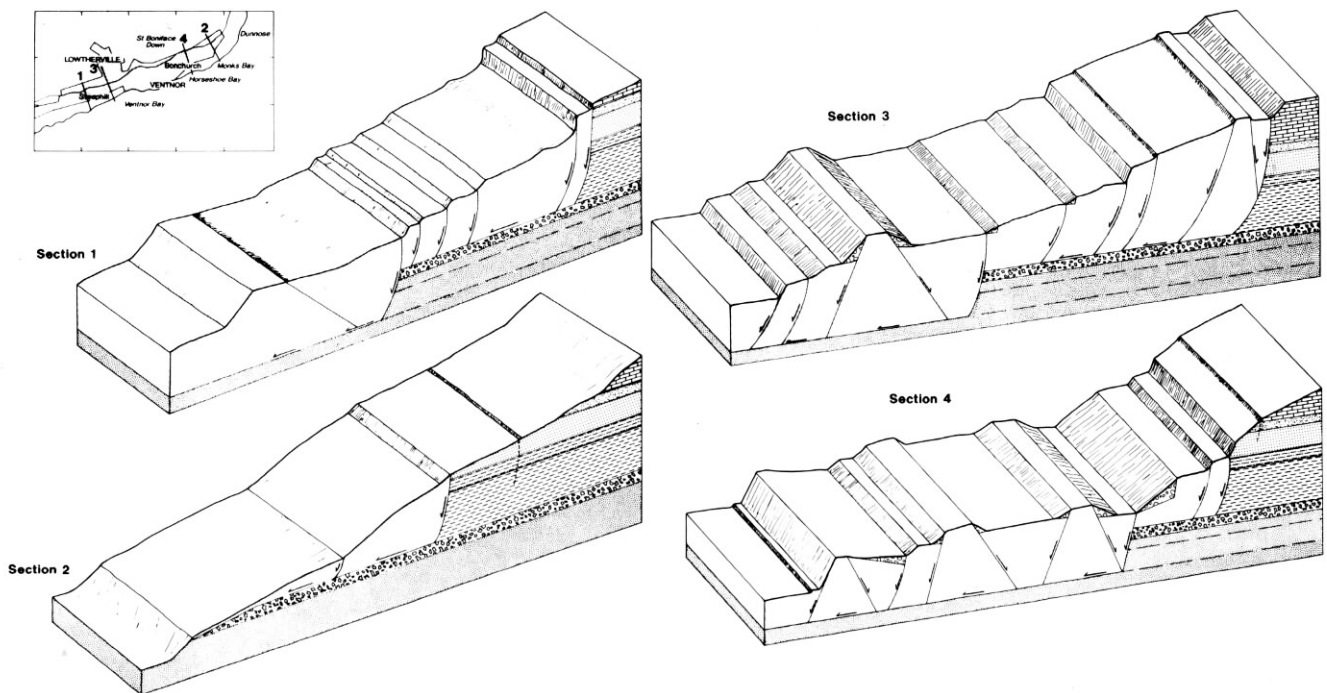 St Boniface
Down
4
2
Dunnose
LOWTHERVILLE
3
Bonchurch
Monks Bay
1
VENTNOR
Horseshoe Bay
Steephill
Ventnor Bay
Section 1
Section 2
Section 3
Section 4